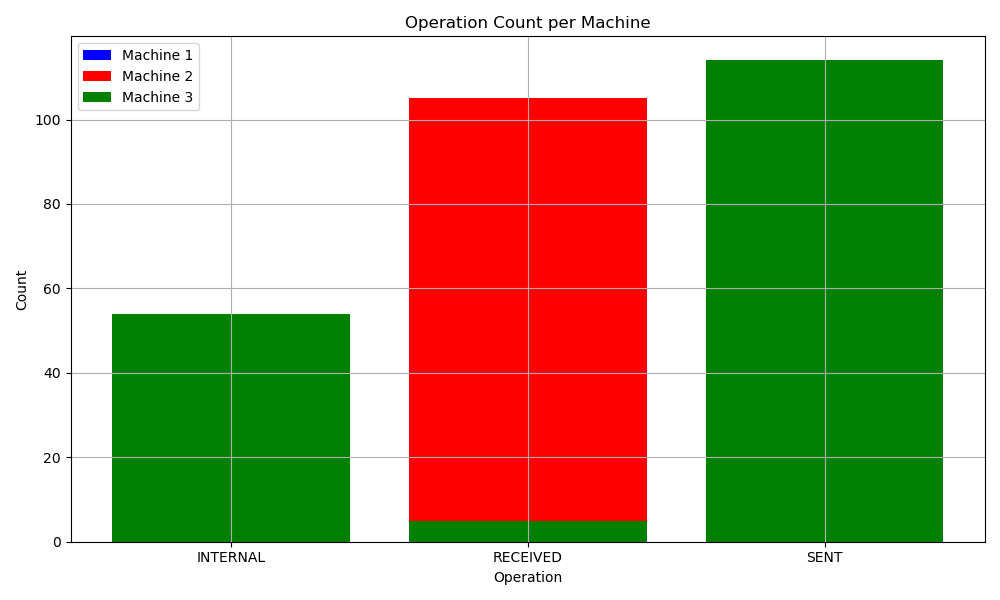 Operation Count per Machine
Machine 1
Machine 2
Machine 3
100
80
60
40
20
0
Count
INTERNAL RECEIVED SENT
Operation